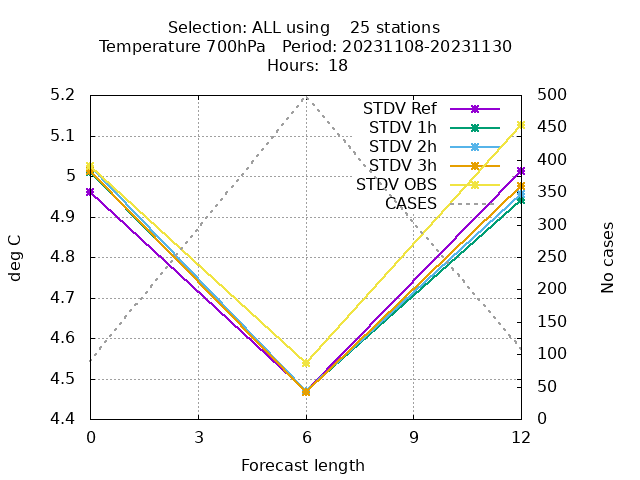 Selection: ALL using 25 stations
Temperature 700hPa Period: 20231108-20231130
Hours: 18
5.2
5.1
5
4.9
4.8
4.7
4.6
4.5
4.4
deg C
STDV Ref
STDV 1h
STDV 2h
STDV 3h
STDV OBS
CASES
500
450
400
350
300
250
200
150
100
50
0
No cases
0
3
6
9
12
Forecast length